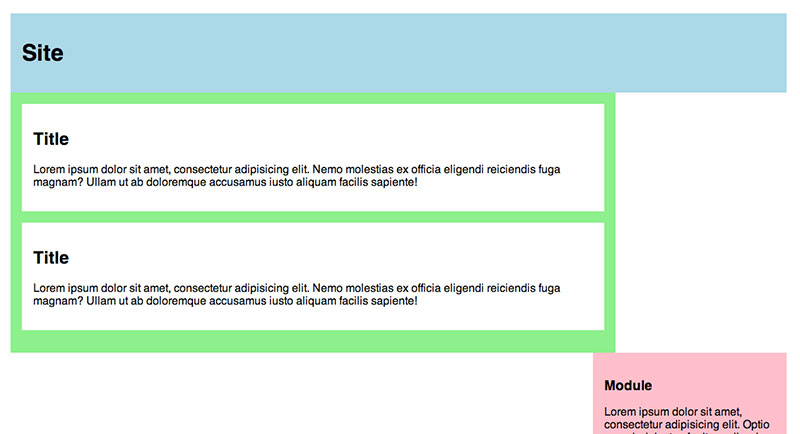 Site
Title
Lorem ipsum dolor sit amet, consectetur adipisicing elit. Nemo molestias ex officia eligendi reiciendis fuga
magnam? Ullam ut ab doloremque accusamus iusto aliquam facilis sapiente!
Title
Lorem ipsum dolor sit amet, consectetur adipisicing elit. Nemo molestias ex officia eligendi reiciendis fuga
magnam? Ullam ut ab doloremque accusamus iusto aliquam facilis sapiente!
Module
Lorem ipsum dolor sit amet,
consectetur adipisicing elit. Optio